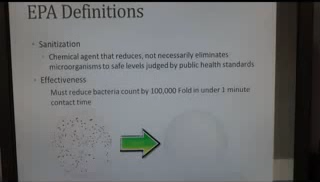 EPA Definitions
Sanitization
Chemical agent that reduces, not necessarily eliminates
microorganisms to safe levels judged by public health standards
Effectiveness
Must reduce bacteria count by 100,000 Fold in under 1 minute
contact time